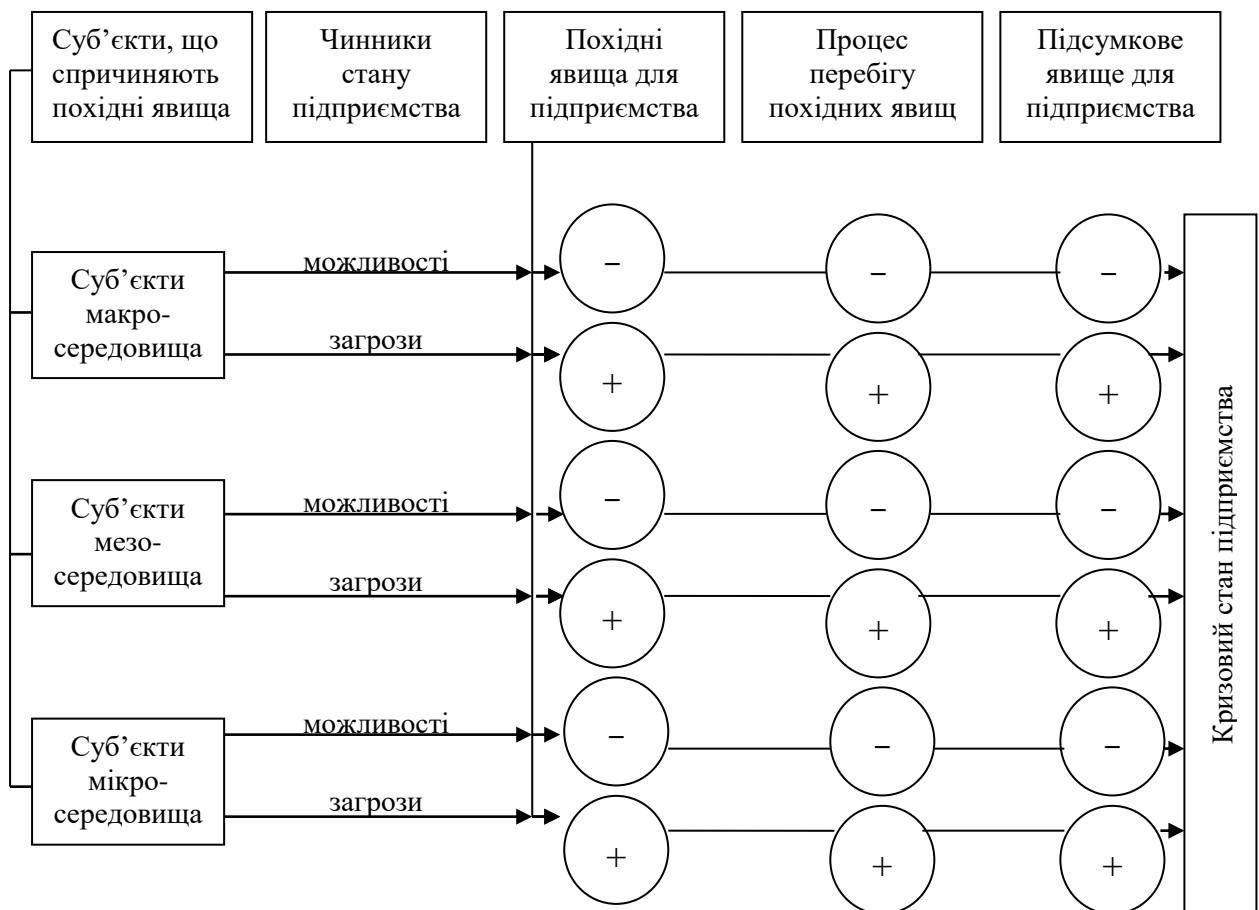 Суб’єкти, що
спричиняють
похідні явища
Чинники
стану
підприємства
Похідні
явища для
підприємства
Процес
перебігу
похідних явищ
Підсумкове
явище для
підприємства
Суб’єкти
макро-
середовища
можливості
– – –
загрози
+ + +
Суб’єкти
мезо-
середовища
можливості
– – –
загрози
+ + +
Суб’єкти
мікро-
середовища
можливості
– – –
загрози
+ + +
Кризовий стан підприємства